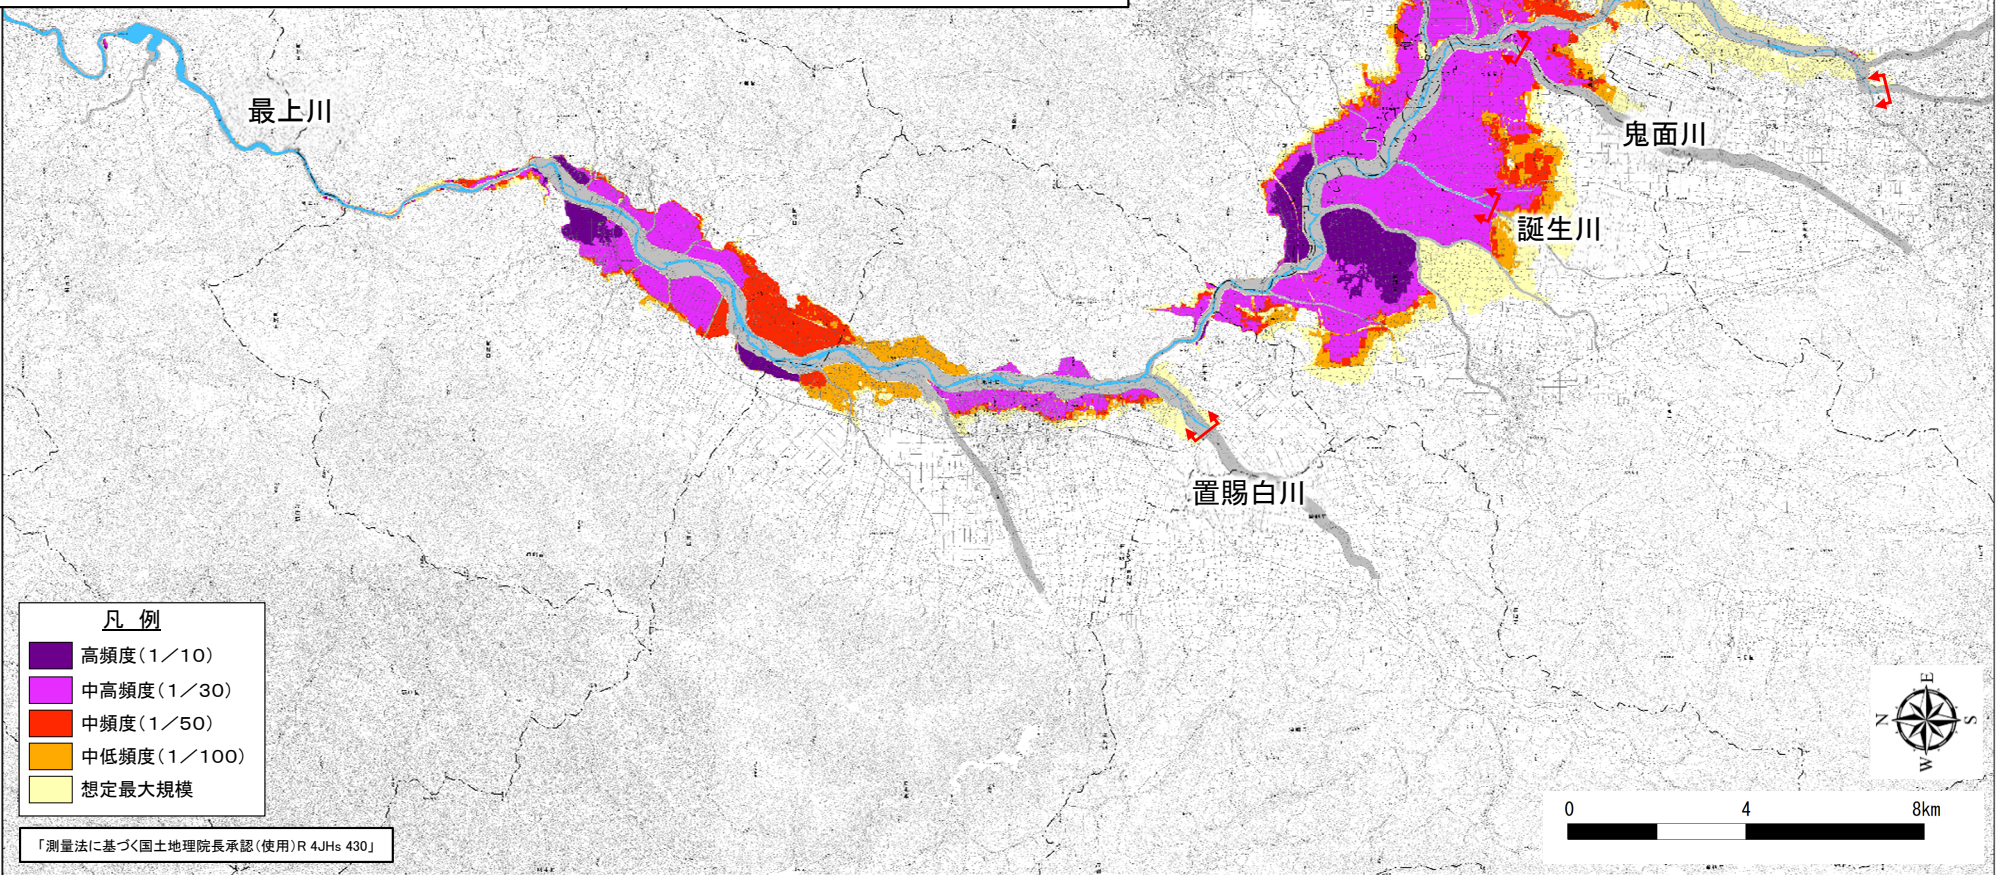 最上川
鬼面川
誕生川
置賜白川
凡 例
高頻度(1/10)
中高頻度(1/30)
中頻度(1/50)
中低頻度(1/100)
想定最大規模
「測量法に基づく国土地理院長承認(使用)R 4JHs 430」
E
N
S
W
0
4
8km